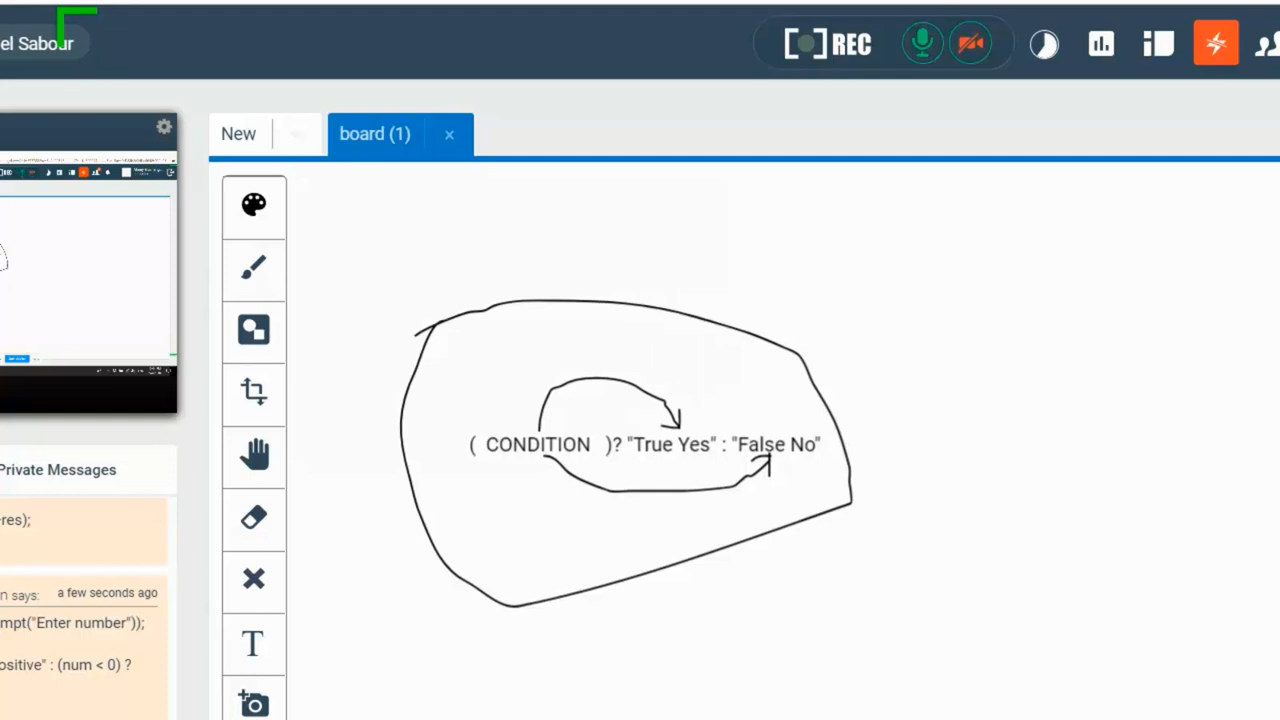 el Sabour
REC
New
board (1)
×
( CONDITION )? "True Yes" : "False No"
T
Private Messages
res);
n says: a few seconds ago
mpt("Enter number"));
ositive" : (num < 0) ?